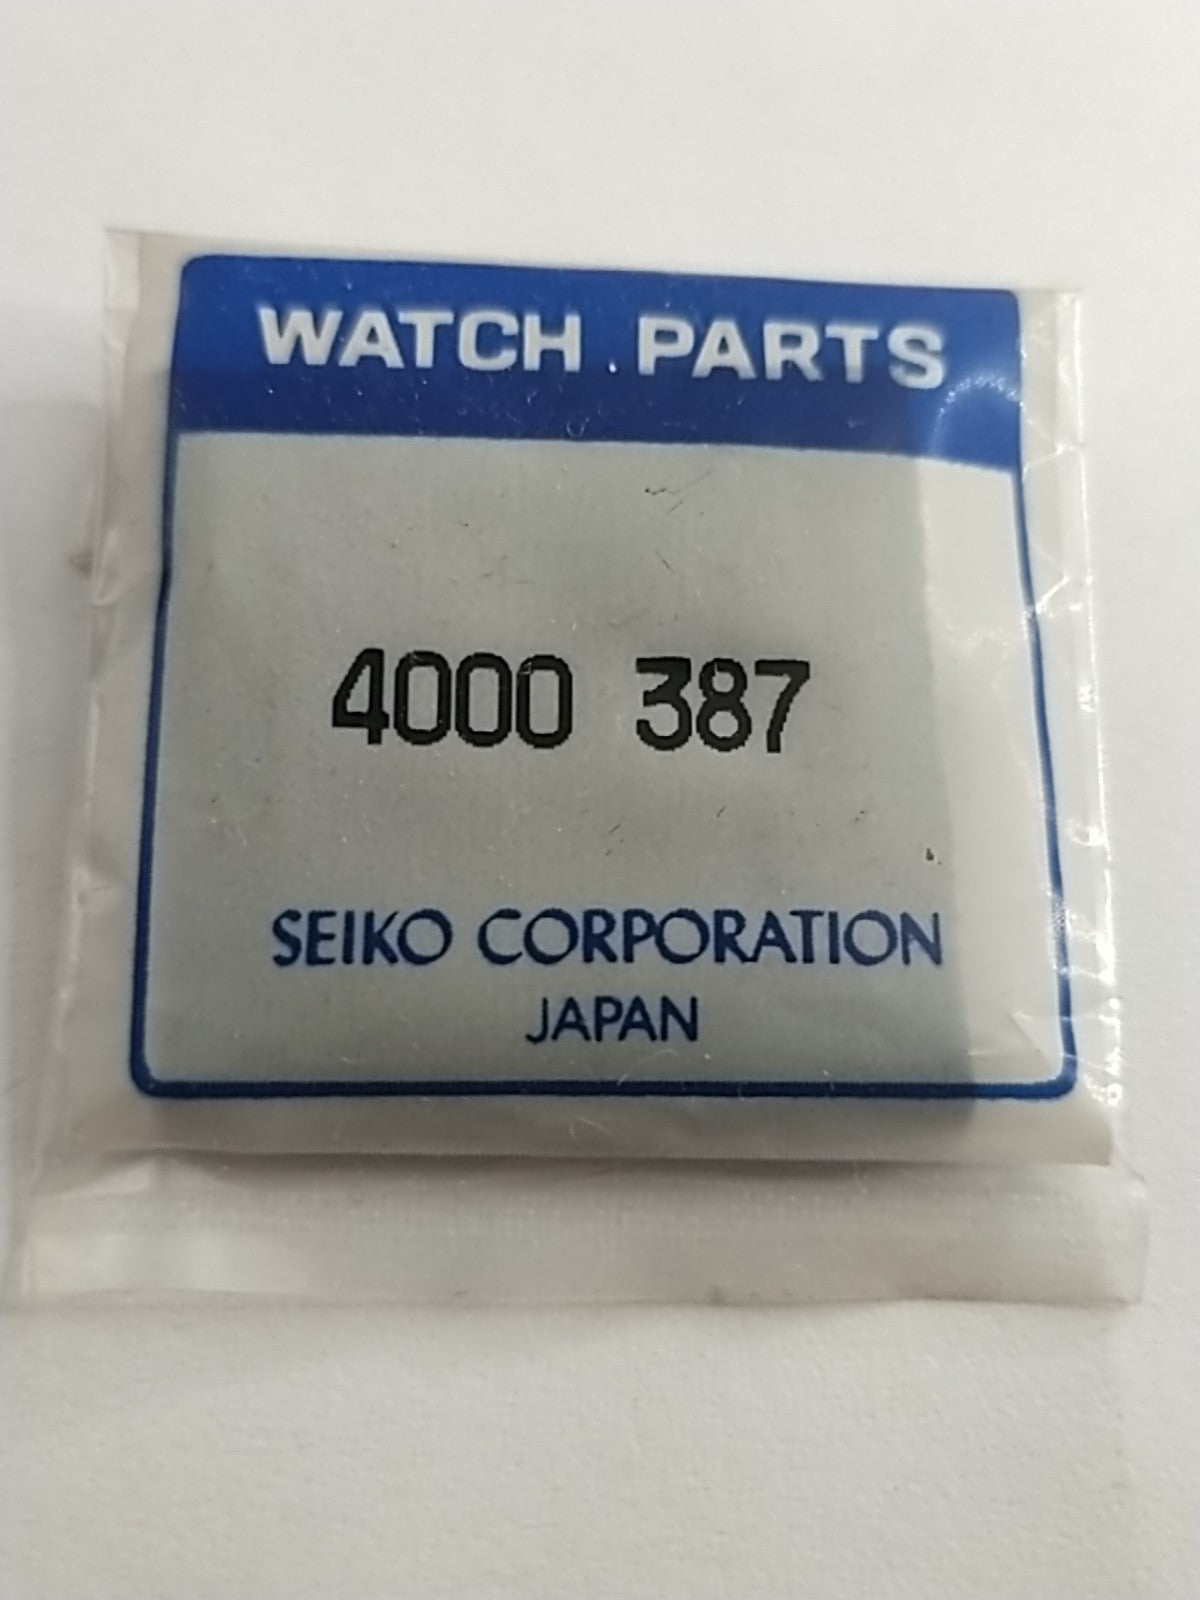 WATCH PARTS
4000 387
SEIKO CORPORATION
JAPAN